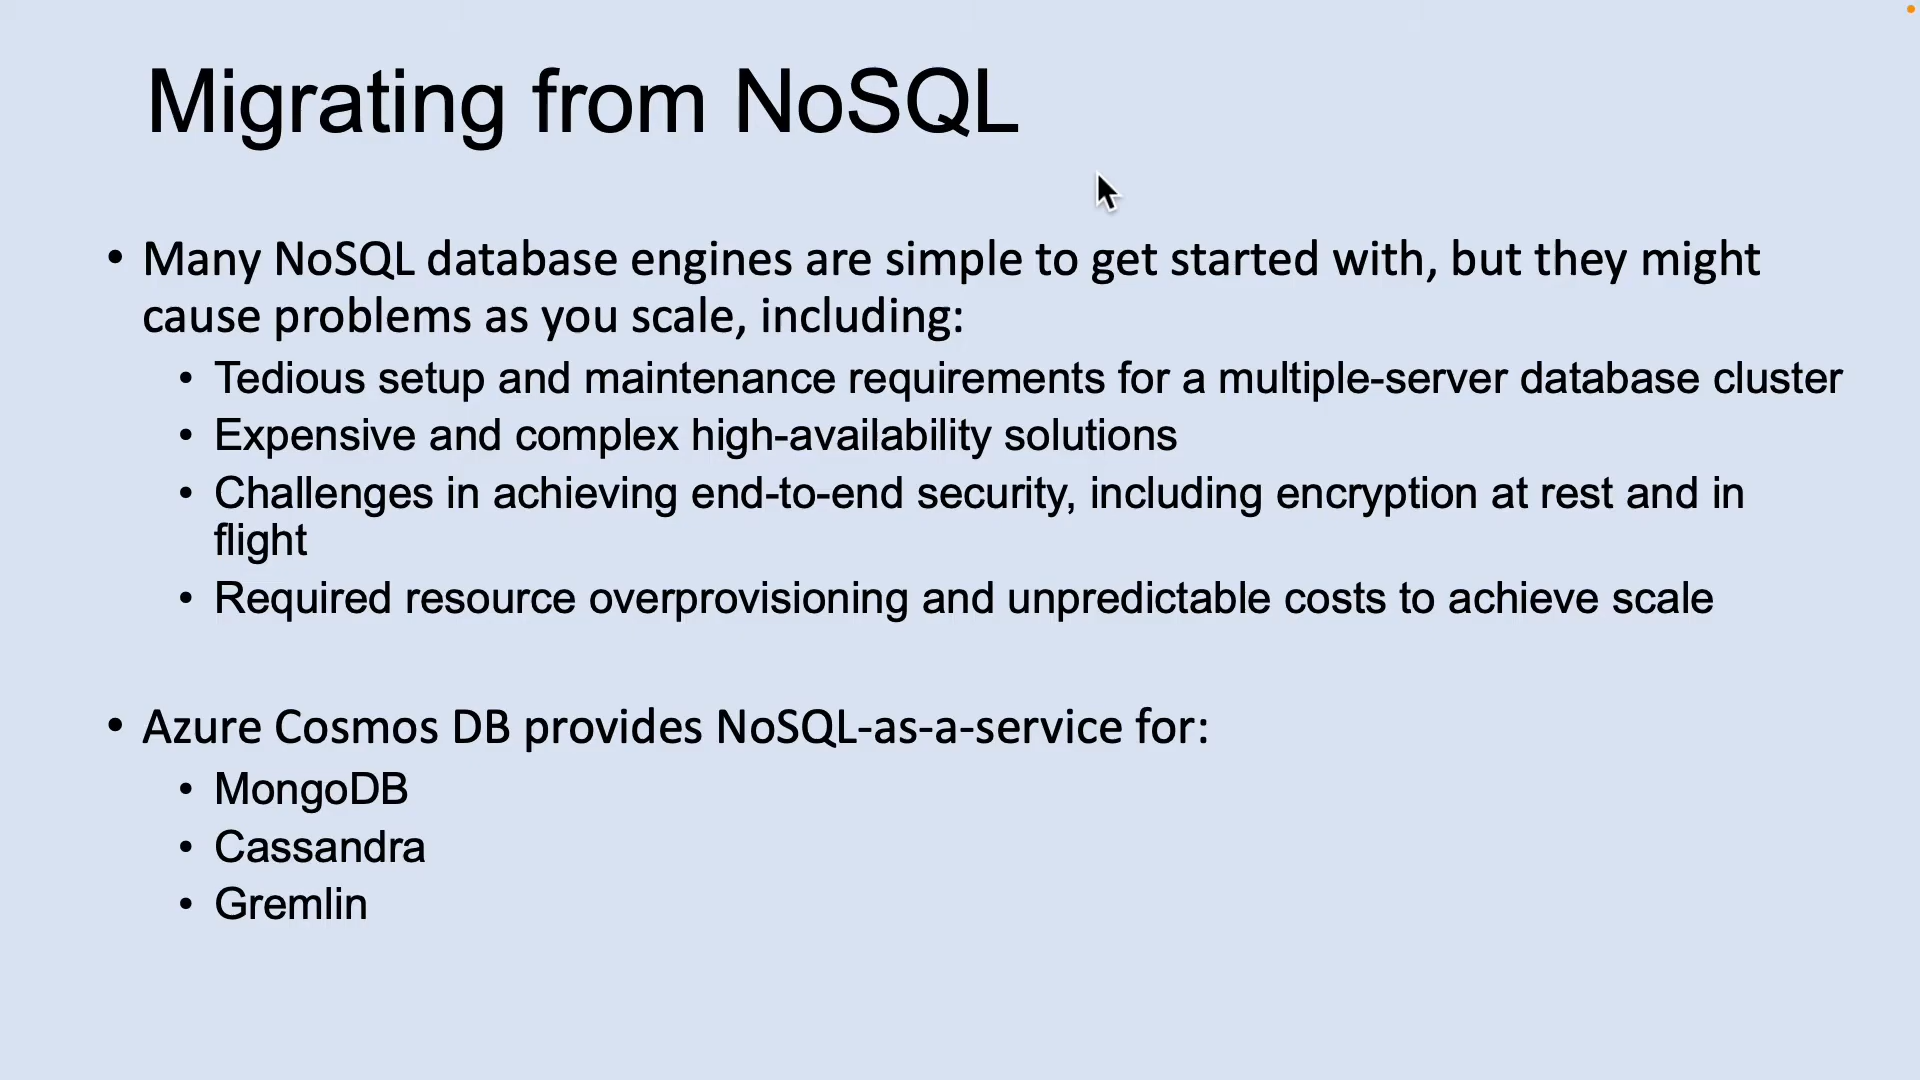 Migrating from NoSQL
• Many NoSQL database engines are simple to get started with, but they might
cause problems as you scale, including:
• Tedious setup and maintenance requirements for a multiple-server database cluster
• Expensive and complex high-availability solutions
• Challenges in achieving end-to-end security, including encryption at rest and in
flight
• Required resource overprovisioning and unpredictable costs to achieve scale
• Azure Cosmos DB provides NoSQL-as-a-service for:
• MongoDB
• Cassandra
• Gremlin